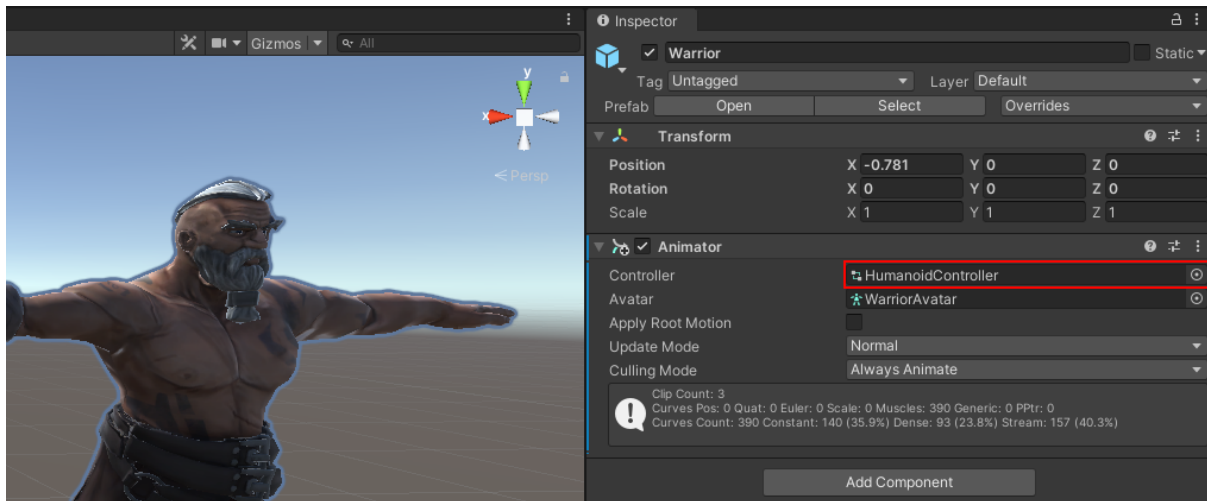 Gizmos
All
y
x
Persp
Inspector
Warrior
Static
Tag Untagged Layer Default
Prefab Open Select Overrides
Transform
Position X -0.781 Y 0 Z 0
Rotation X 0 Y 0 Z 0
Scale X 1 Y 1 Z 1
Animator
Controller HumanoidController
Avatar WarriorAvatar
Apply Root Motion
Update Mode Normal
Culling Mode Always Animate
Clip Count: 3
Curves Pos: 0 Quat: 0 Euler: 0 Scale: 0 Muscles: 390 Generic: 0 PPtr: 0
Curves Count: 390 Constant: 140 (35.9%) Dense: 93 (23.8%) Stream: 157 (40.3%)
Add Component